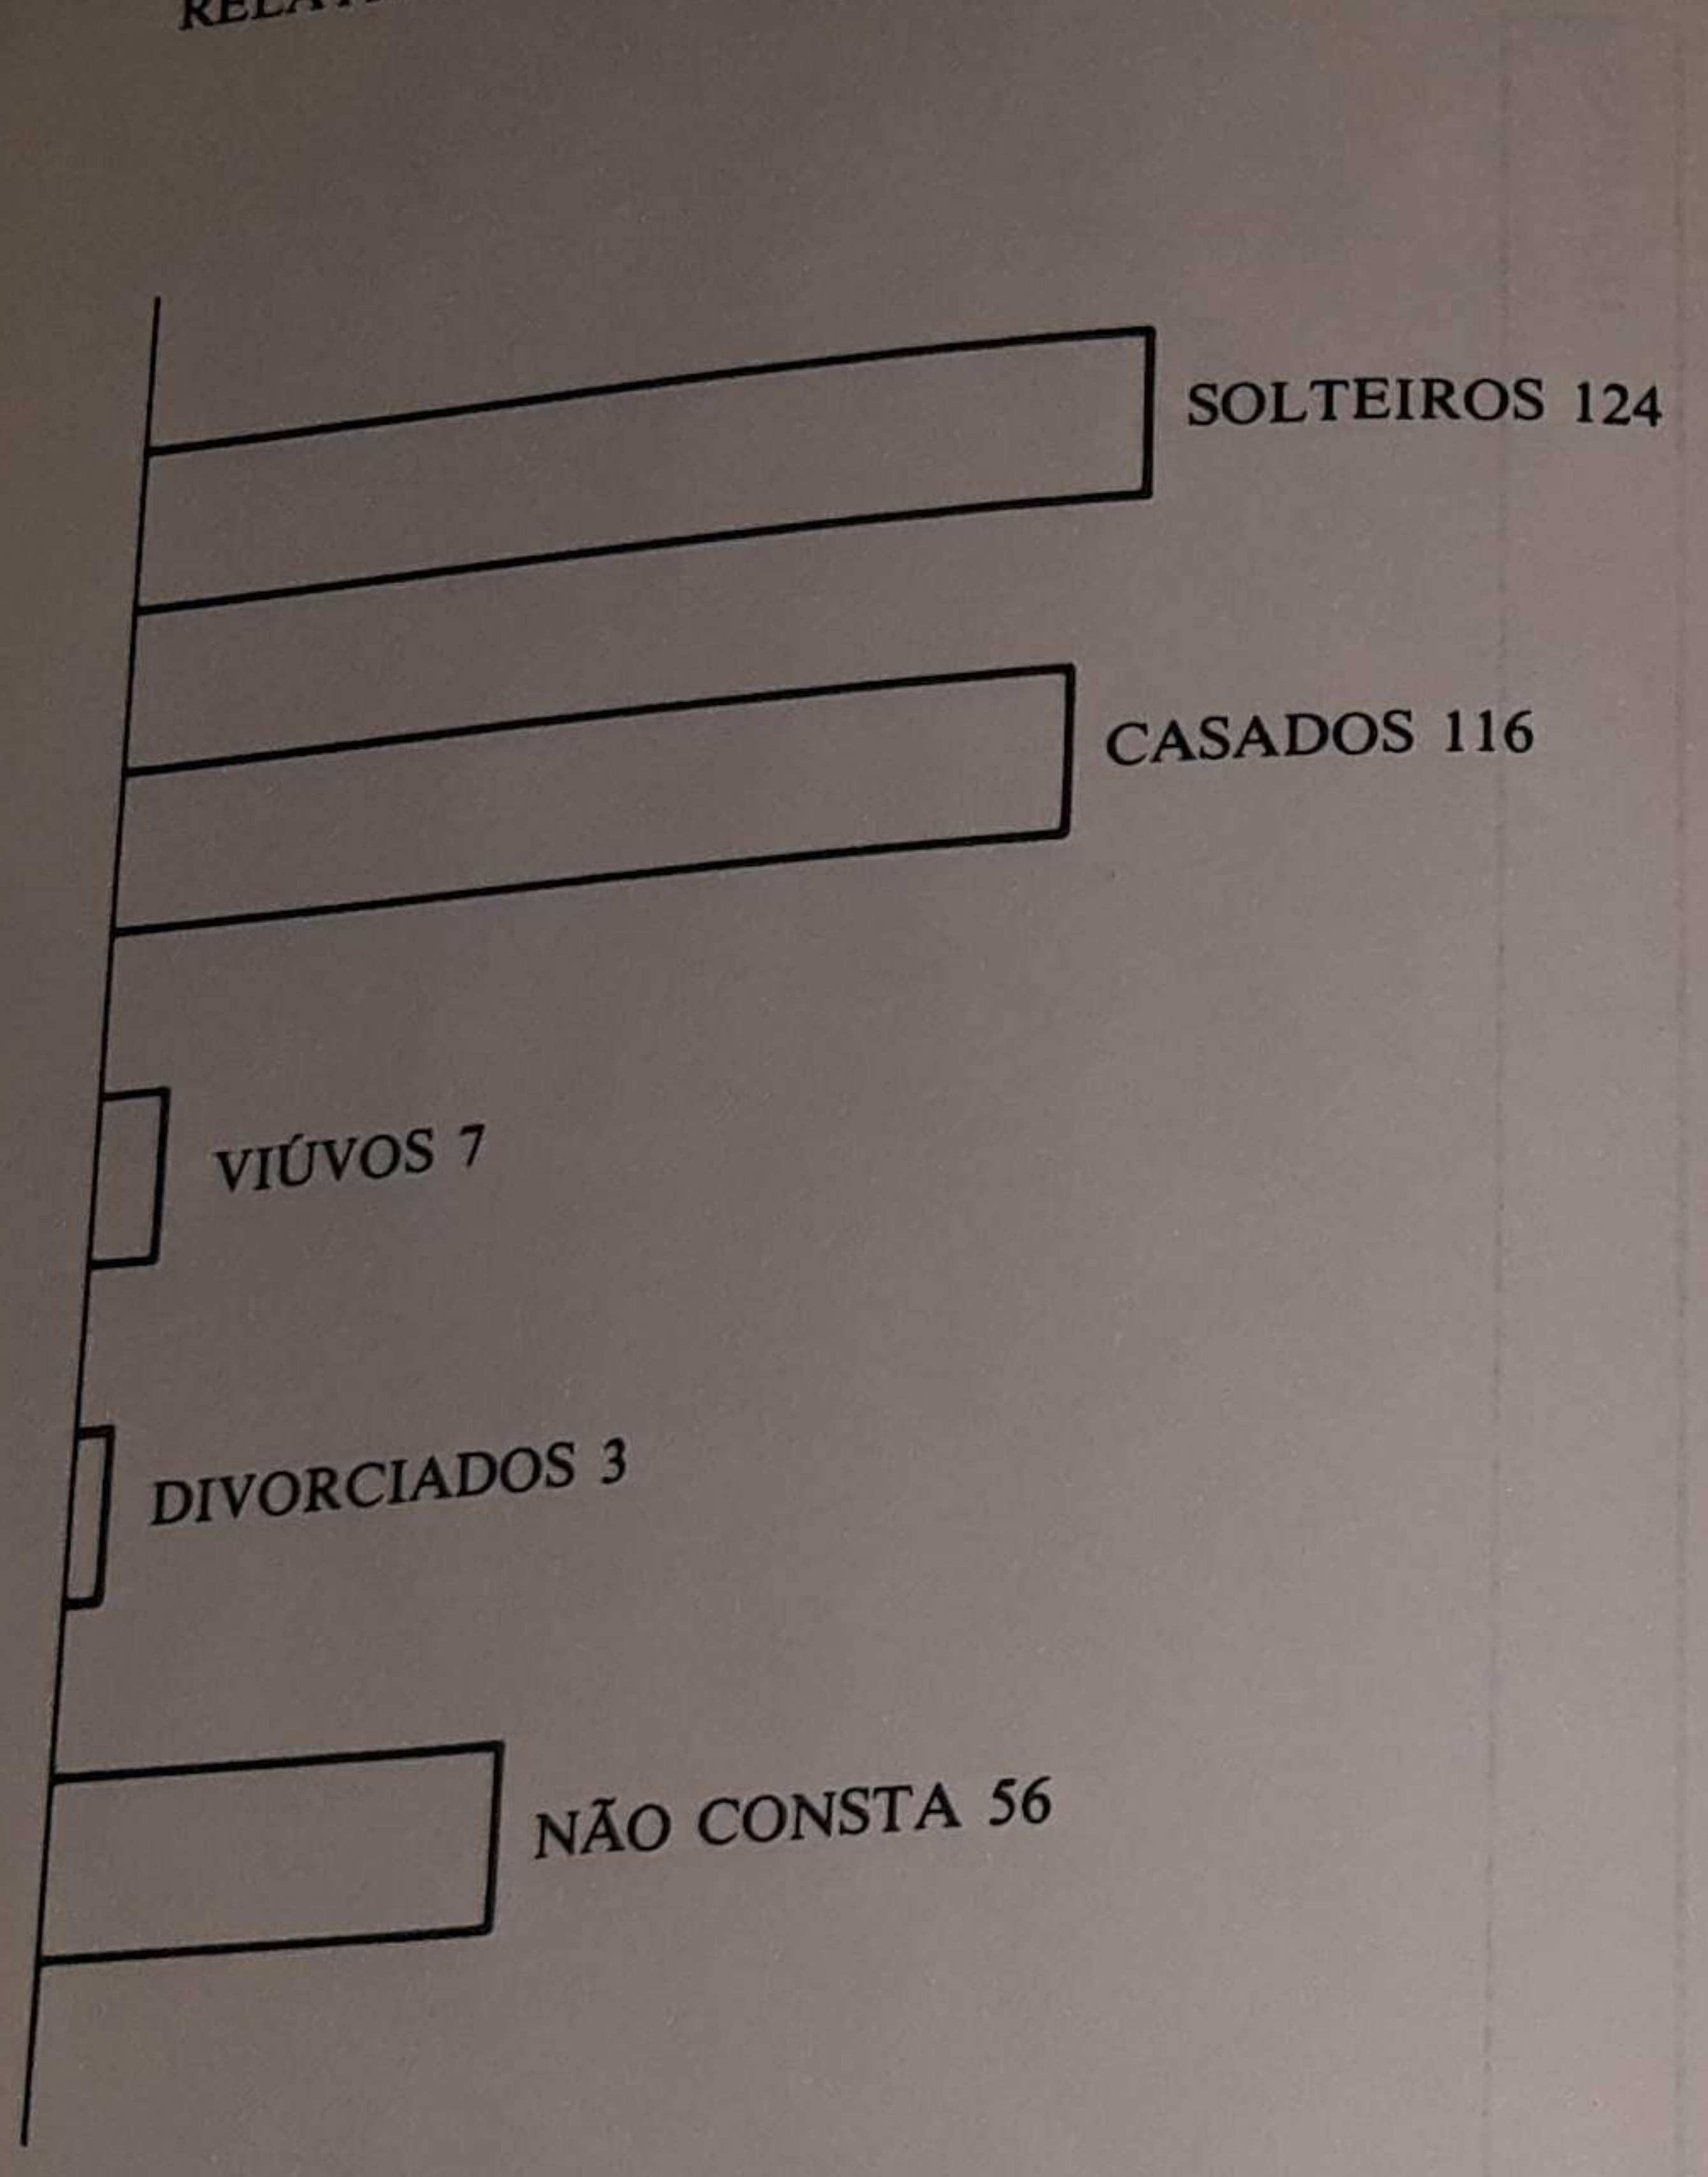 SOLTEIROS 124
CASADOS 116
VIÚVOS 7
DIVORCIADOS 3
NÃO CONSTA 56